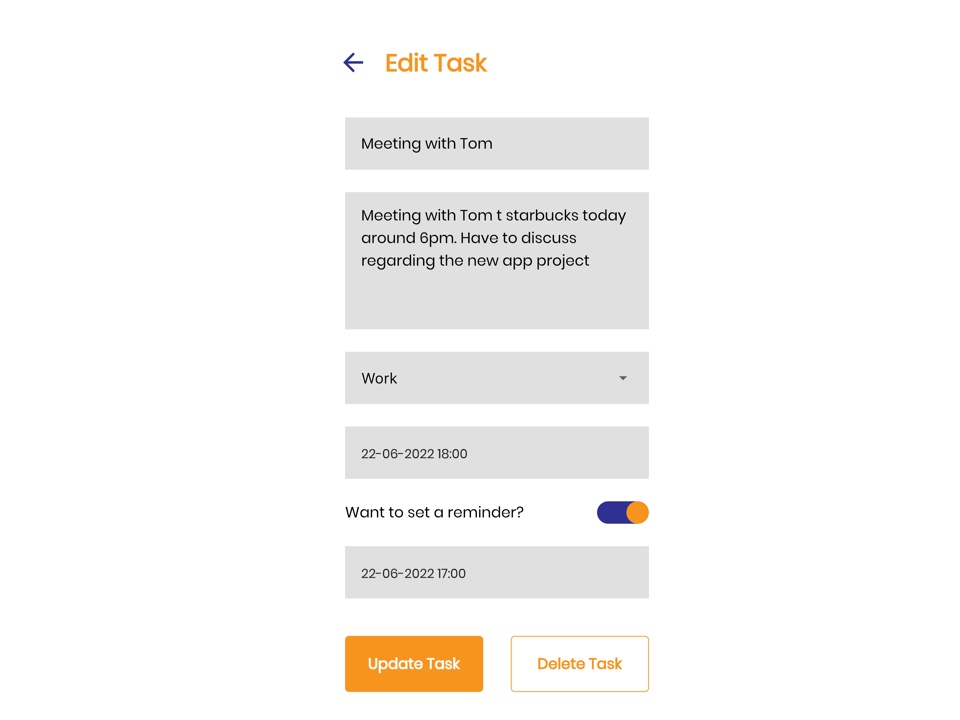 Edit Task
Meeting with Tom
Meeting with Tom t starbucks today
around 6pm. Have to discuss
regarding the new app project
Work
22-06-2022 18:00
Want to set a reminder?
22-06-2022 17:00
Update Task
Delete Task